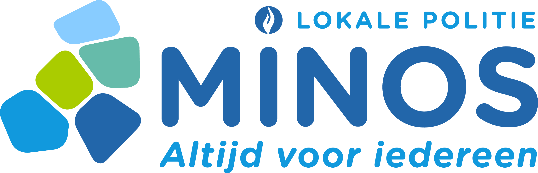 LOKALE POLITIE
MINOS
Altijd voor iedereen